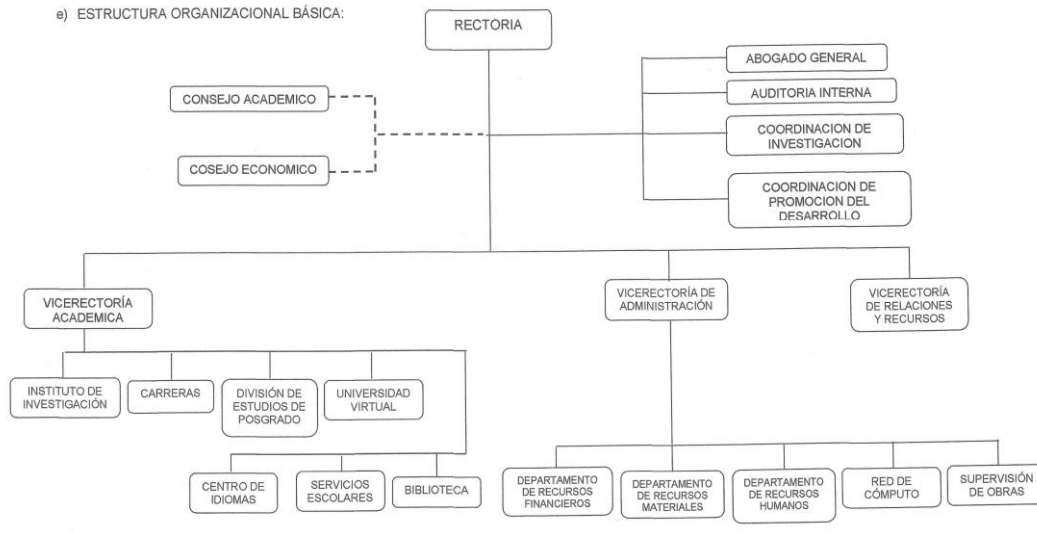 e) ESTRUCTURA ORGANIZACIONAL BÁSICA:
RECTORIA
ABOGADO GENERAL
AUDITORIA INTERNA
CONSEJO ACADEMICO
COORDINACION DE
INVESTIGACION
COSEJO ECONOMICO
COORDINACION DE
PROMOCION DEL
DESARROLLO
VICERECTORÍA
ACADEMICA
VICERECTORÍA DE
ADMINISTRACIÓN
VICERECTORÍA
DE RELACIONES
Y RECURSOS
INSTITUTO DE
INVESTIGACIÓN
CARRERAS
DIVISIÓN DE
ESTUDIOS DE
POSGRADO
UNIVERSIDAD
VIRTUAL
CENTRO DE
IDIOMAS
SERVICIOS
ESCOLARES
BIBLIOTECA
DEPARTAMENTO
DE RECURSOS
FINANCIEROS
DEPARTAMENTO
DE RECURSOS
MATERIALES
DEPARTAMENTO
DE RECURSOS
HUMANOS
RED DE
CÓMPUTO
SUPERVISIÓN
DE OBRAS